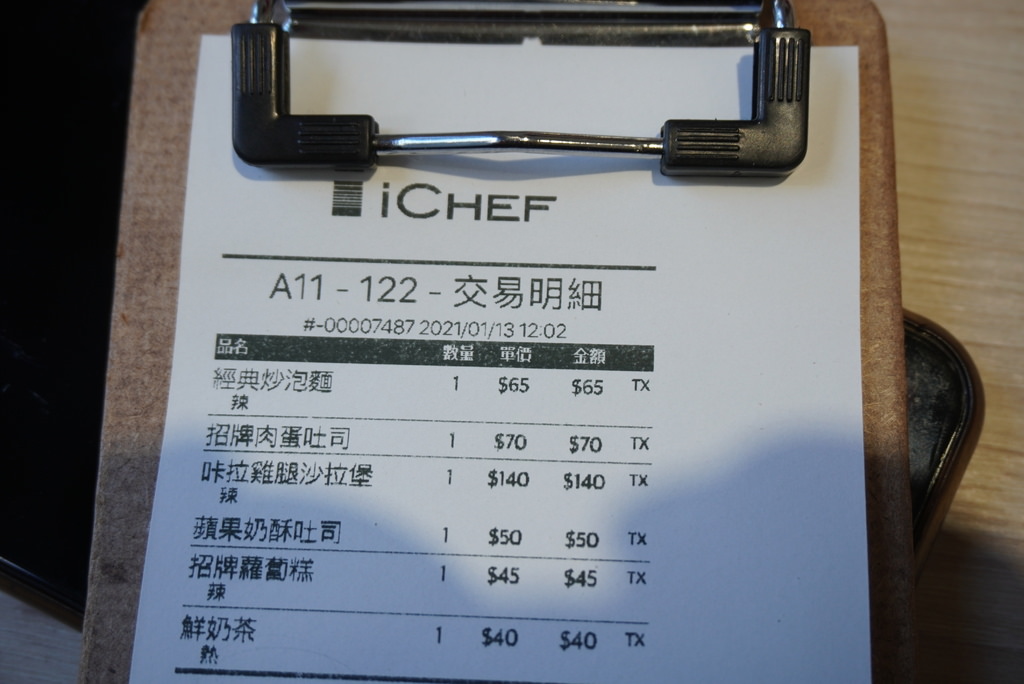 iCHEF
A11 - 122 - 交易明細
#-00007487 2021/01/13 12:02
品名 數量 單價 金額
經典炒泡麵 1 $65 $65 TX
辣
招牌肉蛋吐司 1 $70 $70 TX
咔拉雞腿沙拉堡 1 $140 $140 TX
辣
蘋果奶酥吐司 1 $50 $50 TX
招牌蘿蔔糕 1 $45 $45 TX
辣
鮮奶茶 1 $40 $40 TX
熱